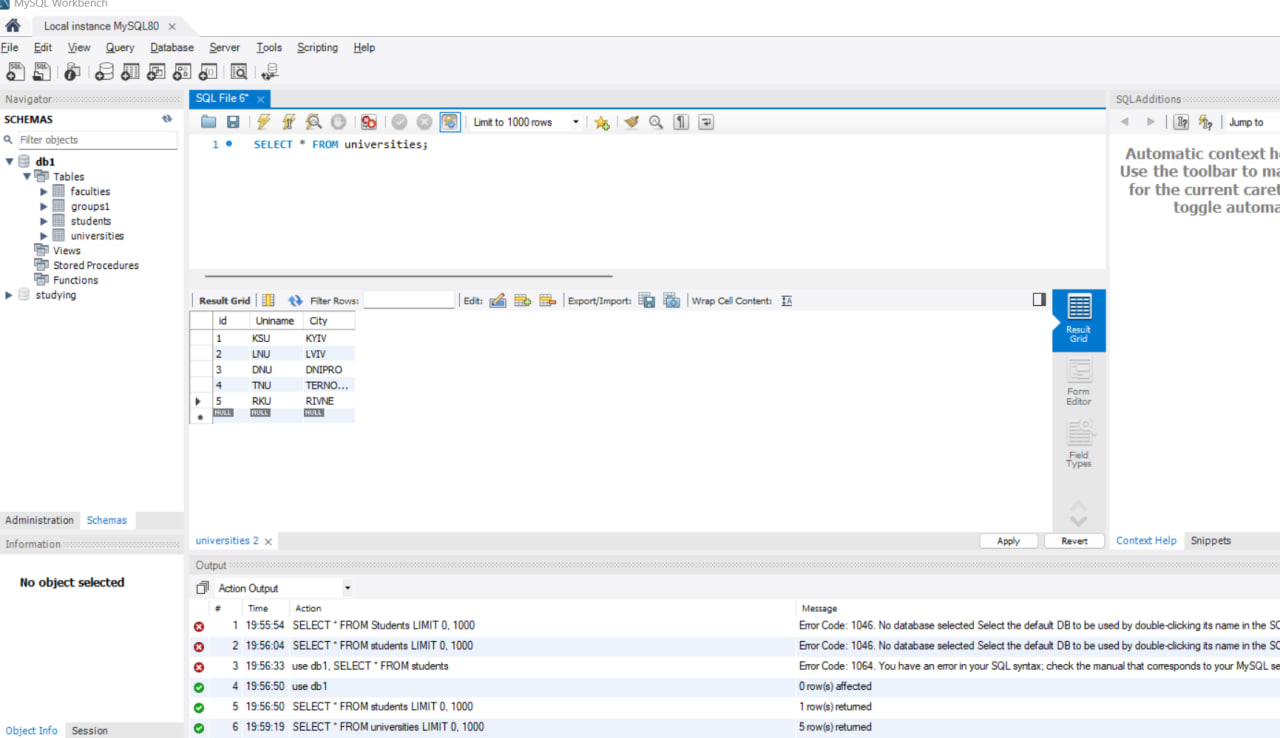 MySQL Workbench
Local instance MySQL80
File Edit View Query Database Server Tools Scripting Help
Navigator
SCHEMAS
Filter objects
db1
Tables
faculties
groups1
students
universities
Views
Stored Procedures
Functions
studying
Administration Schemas
Information
No object selected
Object Info Session
SQL File 6*
Limit to 1000 rows
1 SELECT * FROM universities;
Result Grid Filter Rows: Edit: Export/Import: Wrap Cell Content:
id Uniname City
1 KSU KYIV
2 LNU LVIV
3 DNU DNIPRO
4 TNU TERNO...
5 RKU RIVNE
NULL NULL NULL
Result
Grid
Form
Editor
Field
Types
universities 2
Apply Revert
SQLAdditions
Jump to
Automatic context h
Use the toolbar to ma
for the current caret
toggle automa
Context Help Snippets
Output
Action Output
# Time Action Message
1 19:55:54 SELECT * FROM Students LIMIT 0, 1000 Error Code: 1046. No database selected Select the default DB to be used by double-clicking its name in the SC
2 19:56:04 SELECT * FROM students LIMIT 0, 1000 Error Code: 1046. No database selected Select the default DB to be used by double-clicking its name in the SC
3 19:56:33 use db1, SELECT * FROM students Error Code: 1064. You have an error in your SQL syntax; check the manual that corresponds to your MySQL se
4 19:56:50 use db1 0 row(s) affected
5 19:56:50 SELECT * FROM students LIMIT 0, 1000 1 row(s) returned
6 19:59:19 SELECT * FROM universities LIMIT 0, 1000 5 row(s) returned